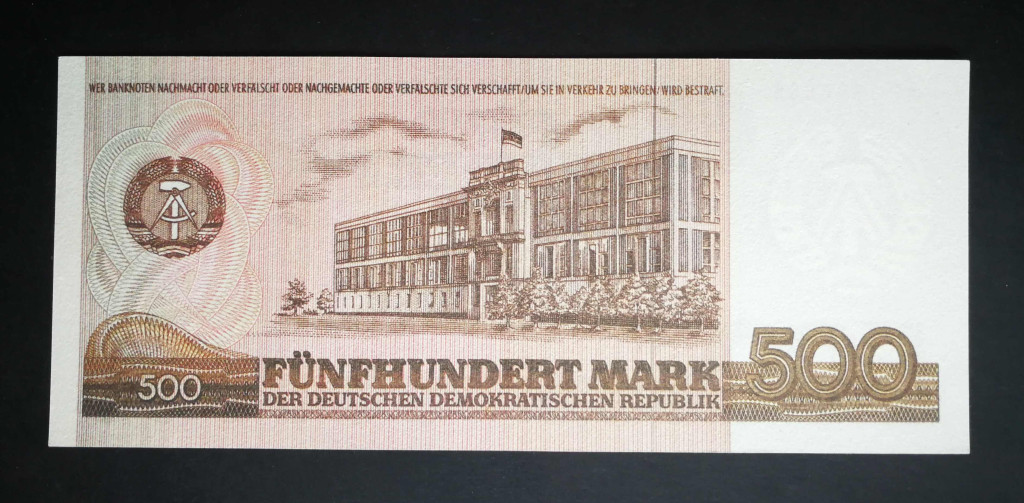 WER BANKNOTEN NACHMACHT ODER VERFÄLSCHT ODER NACHGEMACHTE ODER VERFÄLSCHTE SICH VERSCHAFFT/UM SIE IN VERKEHR ZU BRINGEN/WIRD BESTRAFT.
500
FÜNFHUNDERT MARK
DER DEUTSCHEN DEMOKRATISCHEN REPUBLIK
500